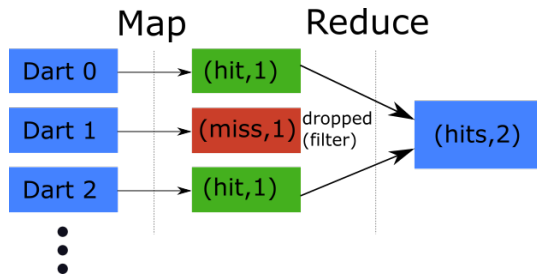 Map
Reduce
Dart 0
(hit,1)
Dart 1
(miss,1)
dropped
(filter)
(hits,2)
Dart 2
(hit,1)